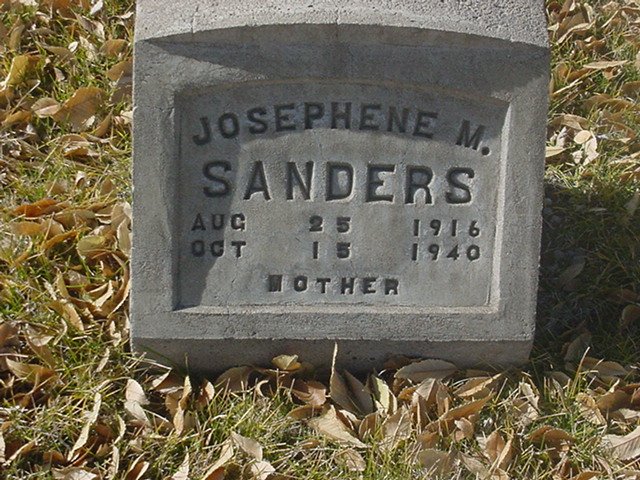 JOSEPHENE M.
SANDERS
AUG 25 1916
OCT 15 1940
MOTHER